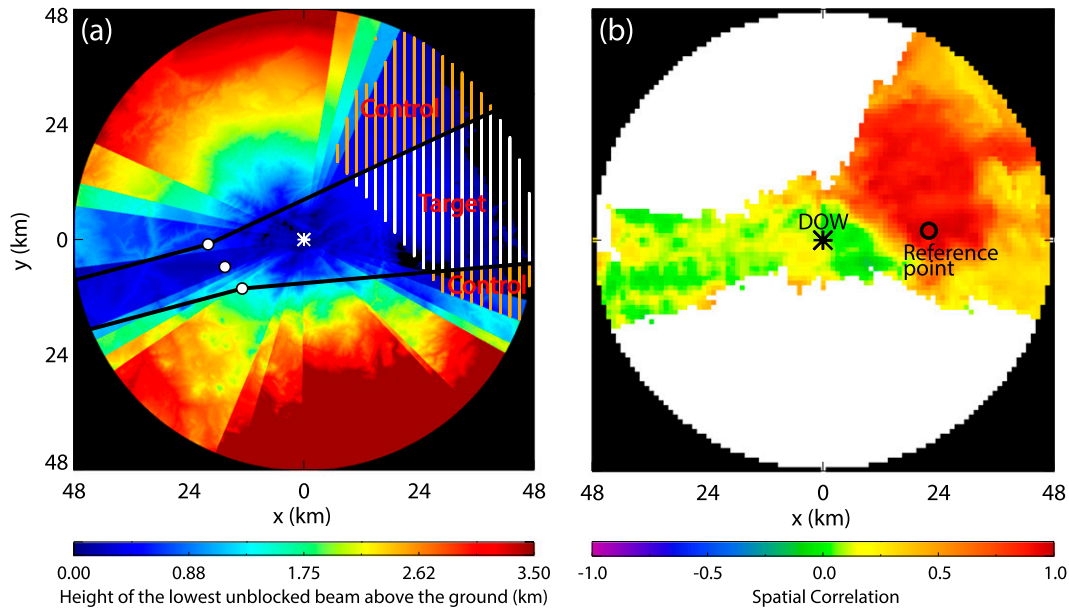 48
(a)
Control
24
Target
0
Control
24
48
y (km)
48
24
0
24
48
x (km)
0.00
0.88
1.75
2.62
3.50
Height of the lowest unblocked beam above the ground (km)
(b)
DOW
Reference
point
48
24
0
24
48
x (km)
-1.0
-0.5
0.0
0.5
1.0
Spatial Correlation